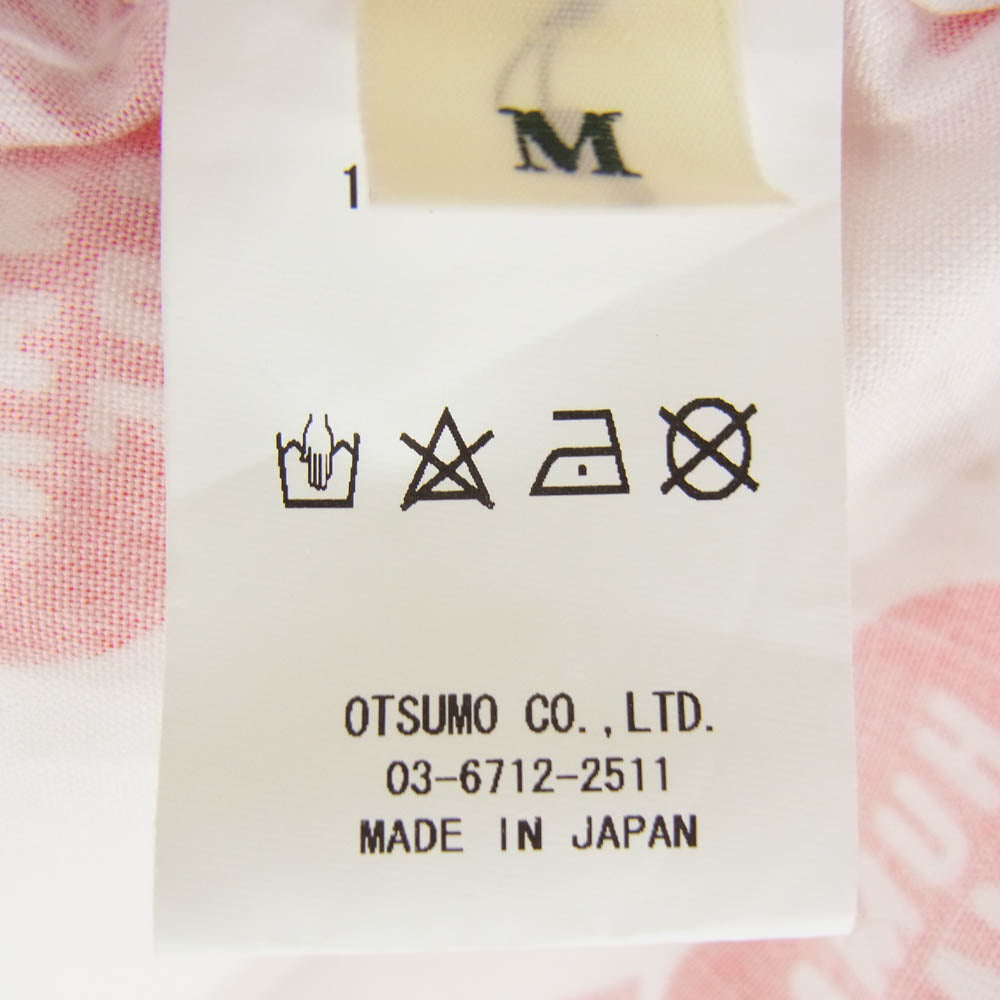 M
1
OTSUMO CO.,LTD.
03-6712-2511
MADE IN JAPAN